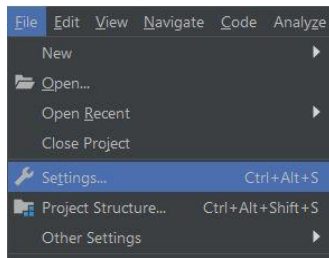 File Edit View Navigate Code Analyze
New
Open...
Open Recent
Close Project
Settings... Ctrl+Alt+S
Project Structure... Ctrl+Alt+Shift+S
Other Settings